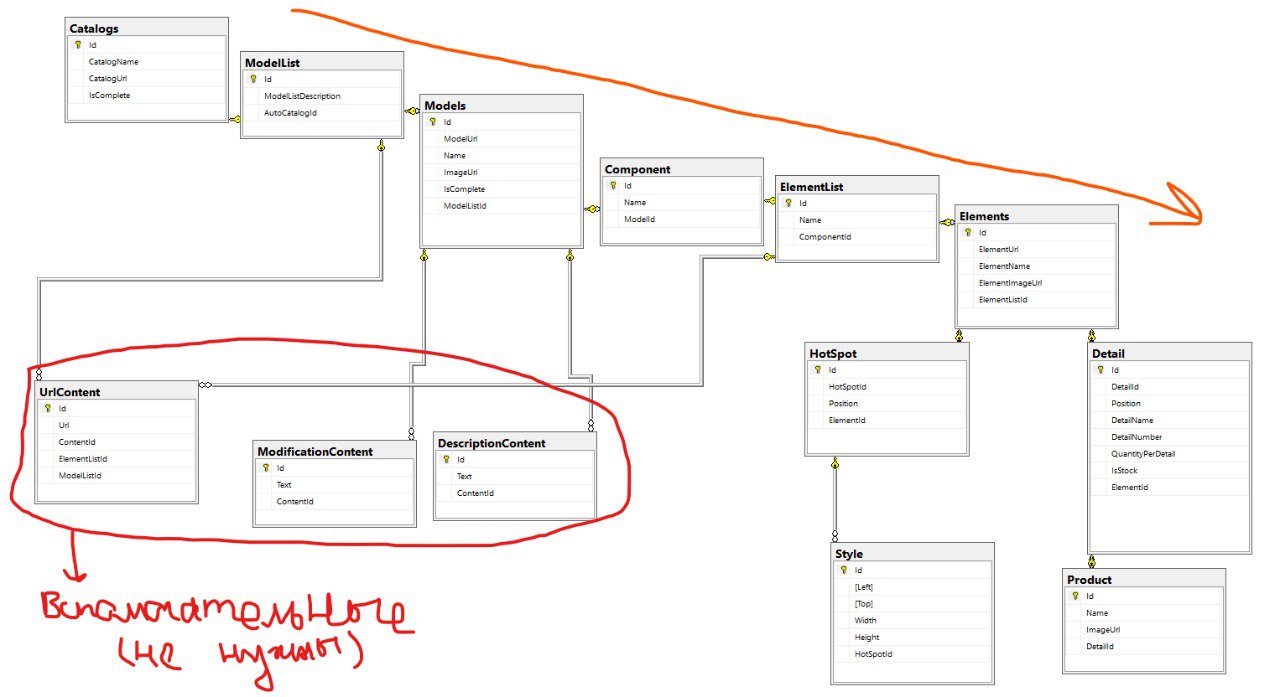 Catalogs
Id
CatalogName
CatalogUrl
IsComplete
ModelList
Id
ModelListDescription
AutoCatalogId
Models
Id
ModelUrl
Name
ImageUrl
IsComplete
ModelListId
Component
Id
Name
ModelId
ElementList
Id
Name
ComponentId
Elements
Id
ElementUrl
ElementName
ElementImageUrl
ElementListId
UrlContent
Id
Url
ContentId
ElementListId
ModelListId
ModificationContent
Id
Text
ContentId
DescriptionContent
Id
Text
ContentId
HotSpot
Id
HotSpotId
Position
ElementId
Detail
Id
DetailId
Position
DetailName
DetailNumber
QuantityPerDetail
IsStock
ElementId
Style
Id
[Left]
[Top]
Width
Height
HotSpotId
Product
Id
Name
ImageUrl
DetailId
(не нужны)